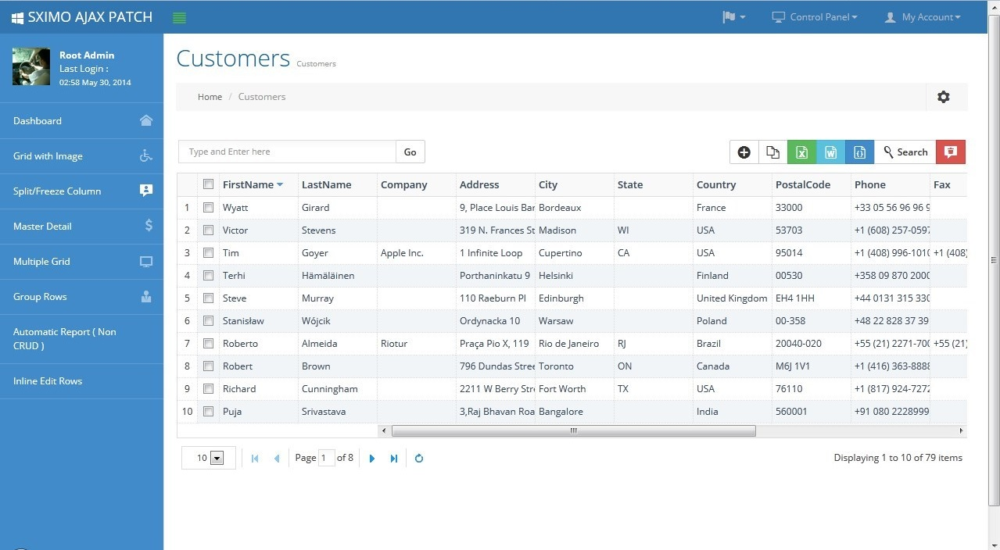 SXIMO AJAX PATCH
Control Panel
My Account
Root Admin
Last Login :
02:58 May 30, 2014
Dashboard
Grid with Image
Split/Freeze Column
Master Detail
Multiple Grid
Group Rows
Automatic Report ( Non
CRUD )
Inline Edit Rows
Customers Customers
Home / Customers
Type and Enter here Go
Search
FirstName LastName Company Address City State Country PostalCode Phone Fax
1 Wyatt Girard 9, Place Louis Bar Bordeaux France 33000 +33 05 56 96 96 9
2 Victor Stevens 319 N. Frances St Madison WI USA 53703 +1 (608) 257-0597
3 Tim Goyer Apple Inc. 1 Infinite Loop Cupertino CA USA 95014 +1 (408) 996-1010 +1 (408)
4 Terhi Hämäläinen Porthaninkatu 9 Helsinki Finland 00530 +358 09 870 2000
5 Steve Murray 110 Raeburn Pl Edinburgh United Kingdom EH4 1HH +44 0131 315 330
6 Stanisław Wójcik Ordynacka 10 Warsaw Poland 00-358 +48 22 828 37 39
7 Roberto Almeida Riotur Praça Pio X, 119 Rio de Janeiro RJ Brazil 20040-020 +55 (21) 2271-700 +55 (21)
8 Robert Brown 796 Dundas Stree Toronto ON Canada M6J 1V1 +1 (416) 363-8888
9 Richard Cunningham 2211 W Berry Stre Fort Worth TX USA 76110 +1 (817) 924-7272
10 Puja Srivastava 3,Raj Bhavan Roa Bangalore India 560001 +91 080 2228999
10 Page 1 of 8 Displaying 1 to 10 of 79 items